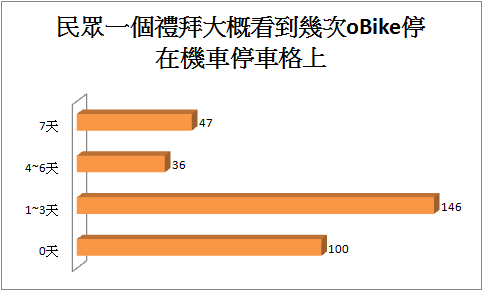 民眾一個禮拜大概看到幾次oBike停
在機車停車格上
7天 47
4~6天 36
1~3天 146
0天 100